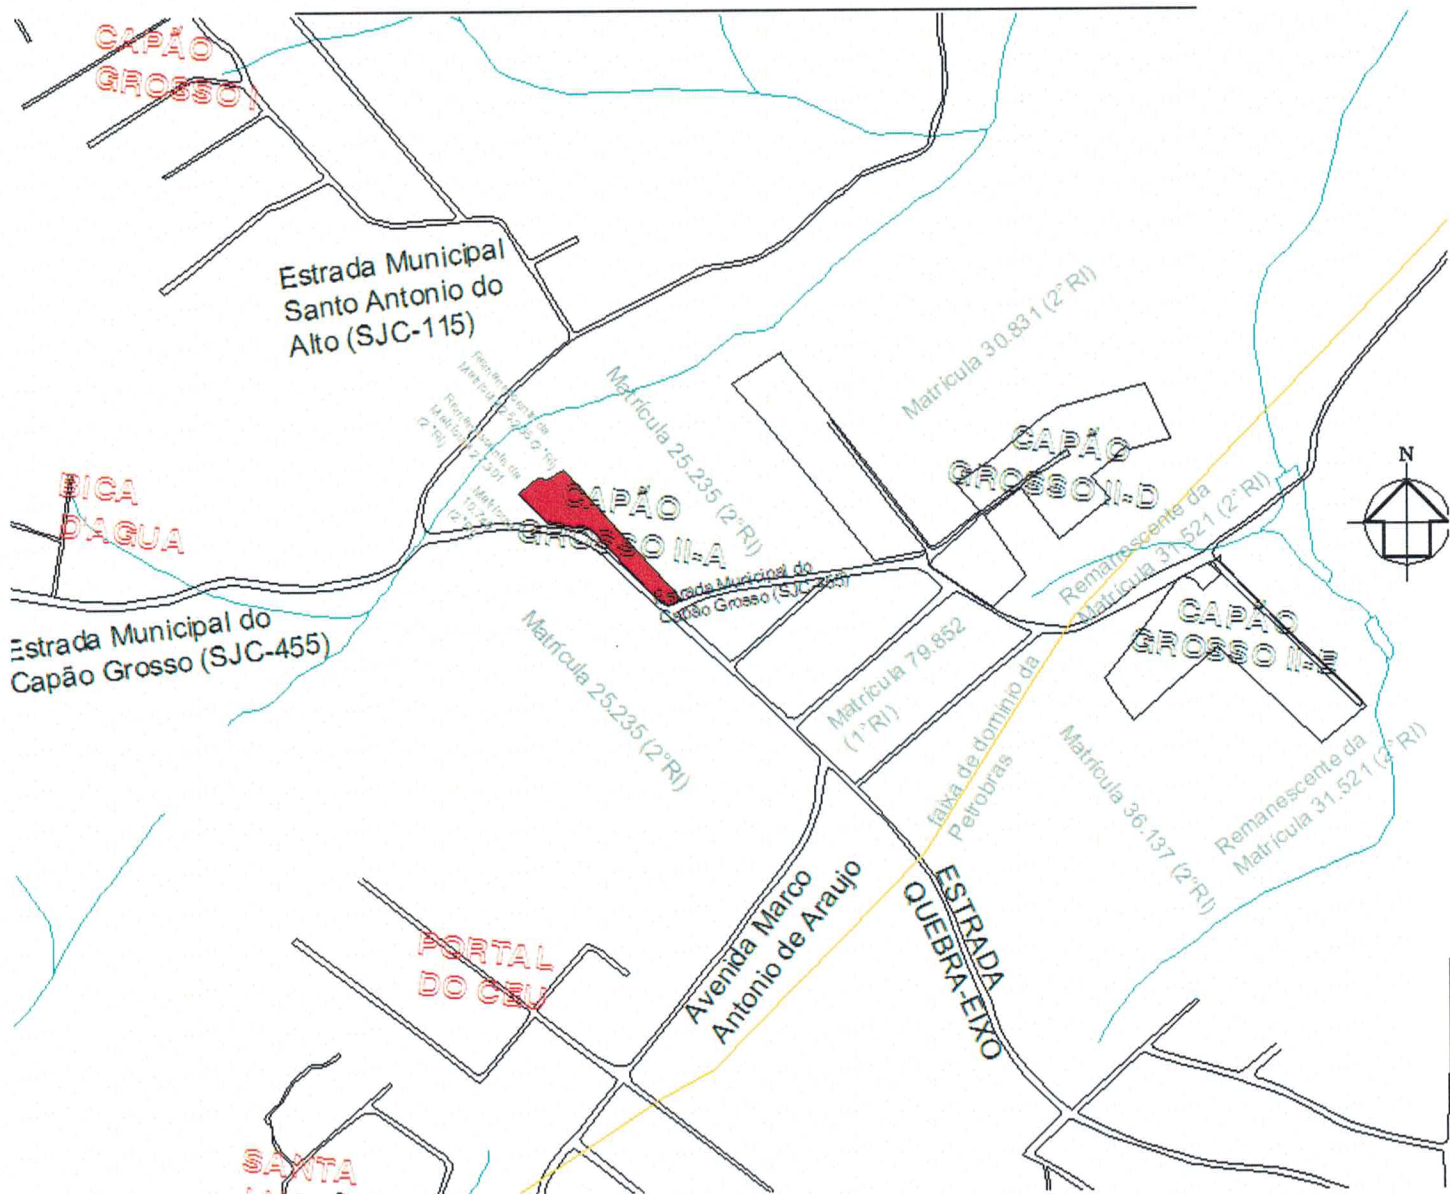 CAPÃO
GROSSO I
Estrada Municipal
Santo Antonio do
Alto (SJC-115)
Matrícula 30.831 (2°RI)
Matrícula 25.235 (2°RI)
CAPÃO
GROSSO II-D
N
BICA
D'AGUA
CAPÃO
GROSSO II-A
Remanescente da
Matrícula 31.521 (2°RI)
Estrada Municipal do
Capão Grosso (SJC-455)
CAPÃO
GROSSO II-E
Estrada Municipal do
Capão Grosso (SJC-455)
Matrícula 25.235 (2°RI)
Matrícula 79.852
(1°RI)
faixa de dominio da
Petrobras
Matrícula 36.137 (2°RI)
Remanescente da
Matrícula 31.521 (2°RI)
Avenida Marco
Antonio de Araujo
ESTRADA
QUEBRA-EIXO
PORTAL
DO CEU
SANTA